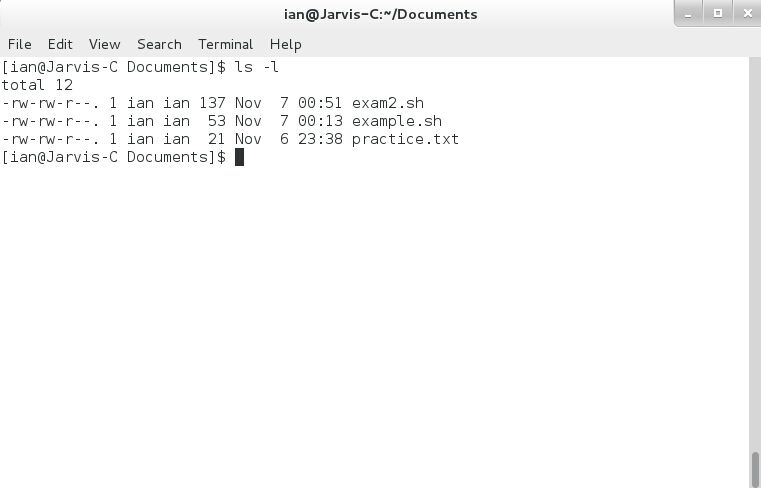 ian@Jarvis-C:~/Documents
File Edit View Search Terminal Help
[ian@Jarvis-C Documents]$ ls -l
total 12
-rw-rw-r--. 1 ian ian 137 Nov  7 00:51 exam2.sh
-rw-rw-r--. 1 ian ian  53 Nov  7 00:13 example.sh
-rw-rw-r--. 1 ian ian  21 Nov  6 23:38 practice.txt
[ian@Jarvis-C Documents]$